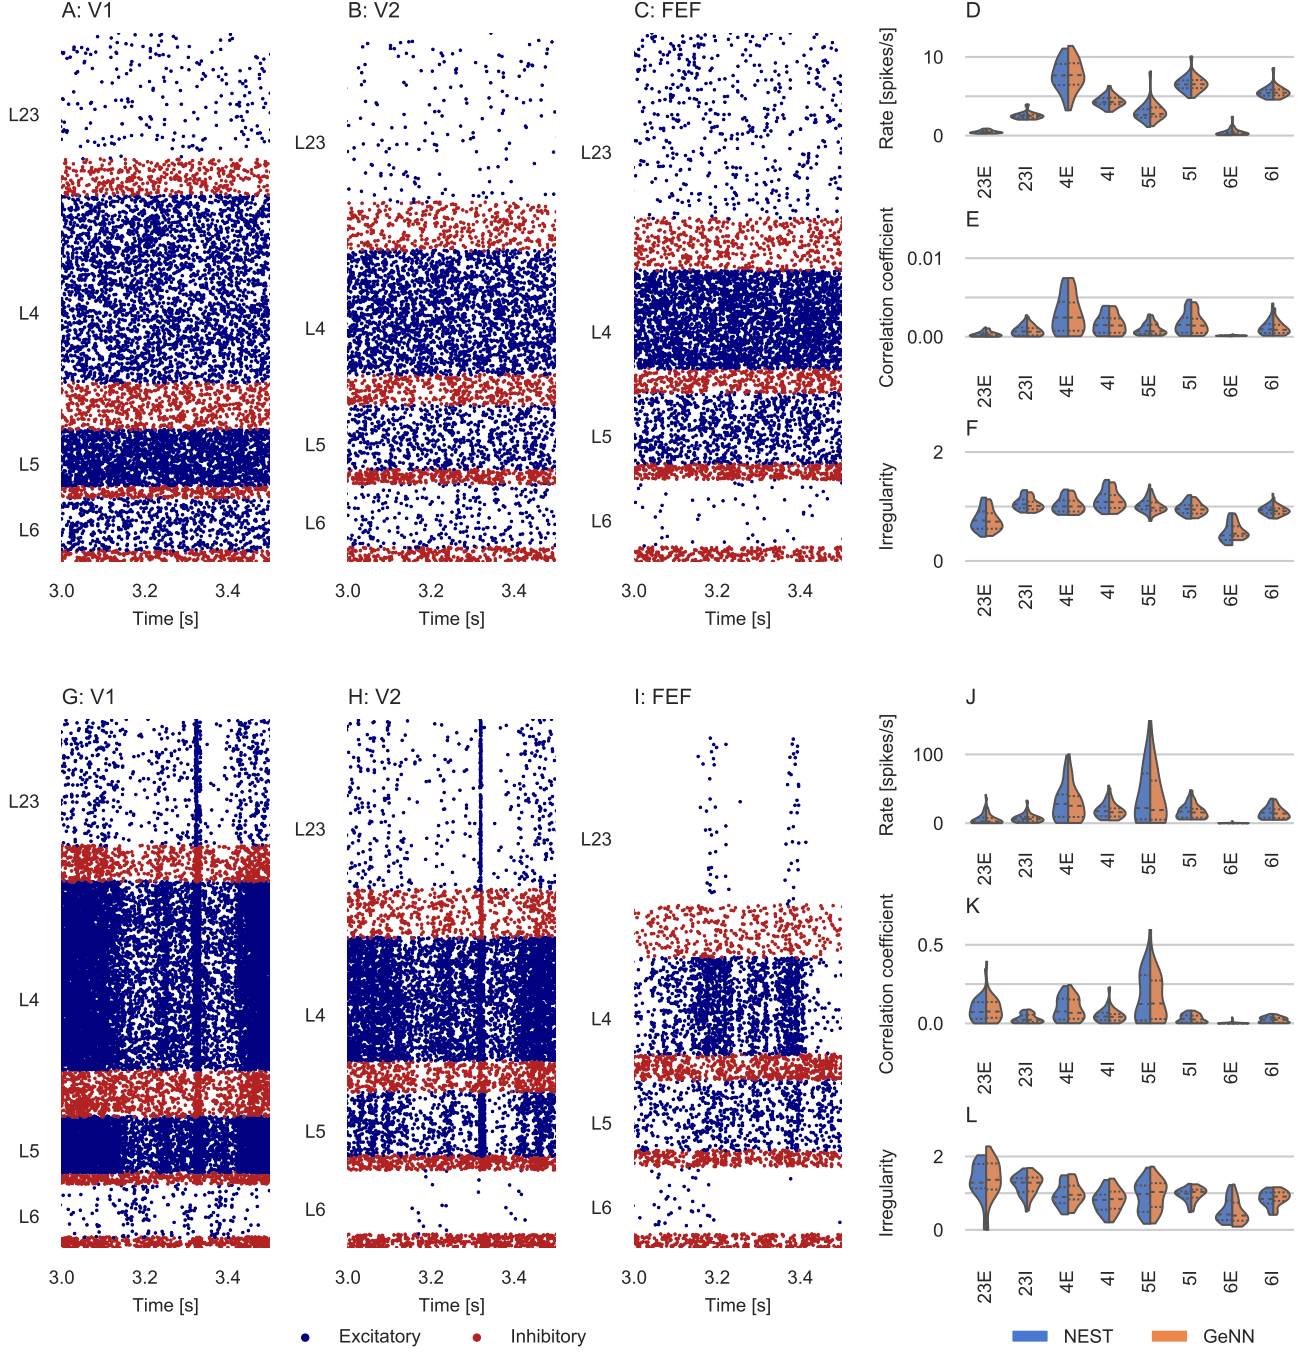 A: V1
B: V2
C: FEF
D
L23
L4
L5
L6
3.0 3.2 3.4
Time [s]
L23
L4
L5
L6
3.0 3.2 3.4
Time [s]
L23
L4
L5
L6
3.0 3.2 3.4
Time [s]
Rate [spikes/s]
10
0
23E 23I 4E 4I 5E 5I 6E 6I
E
Correlation coefficient
0.01
0.00
23E 23I 4E 4I 5E 5I 6E 6I
F
Irregularity
2
0
23E 23I 4E 4I 5E 5I 6E 6I
G: V1
H: V2
I: FEF
J
L23
L4
L5
L6
3.0 3.2 3.4
Time [s]
L23
L4
L5
L6
3.0 3.2 3.4
Time [s]
L23
L4
L5
L6
3.0 3.2 3.4
Time [s]
Rate [spikes/s]
100
0
23E 23I 4E 4I 5E 5I 6E 6I
K
Correlation coefficient
0.5
0.0
23E 23I 4E 4I 5E 5I 6E 6I
L
Irregularity
2
0
23E 23I 4E 4I 5E 5I 6E 6I
Excitatory Inhibitory
NEST GeNN